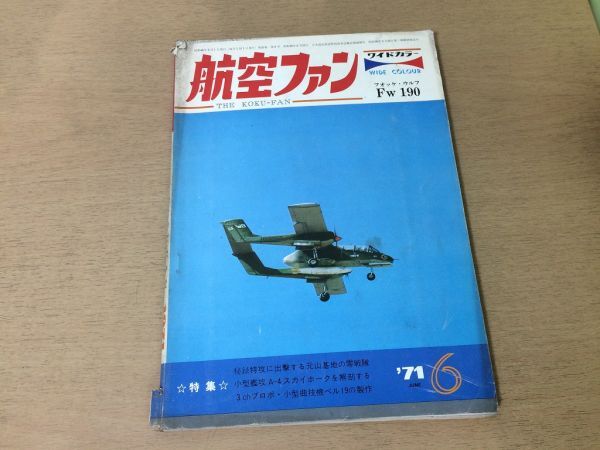 航空ファン
THE KOKU-FAN
ワイドカラー
WIDE COLOUR
フォッケ・ウルフ
Fw 190
☆特集☆
秘録特攻に出撃する元山基地の零戦隊
小型艦攻A-4スカイホークを解剖する
3chプロポ・小型曲技機ベル19の製作
'71 6
JUNE